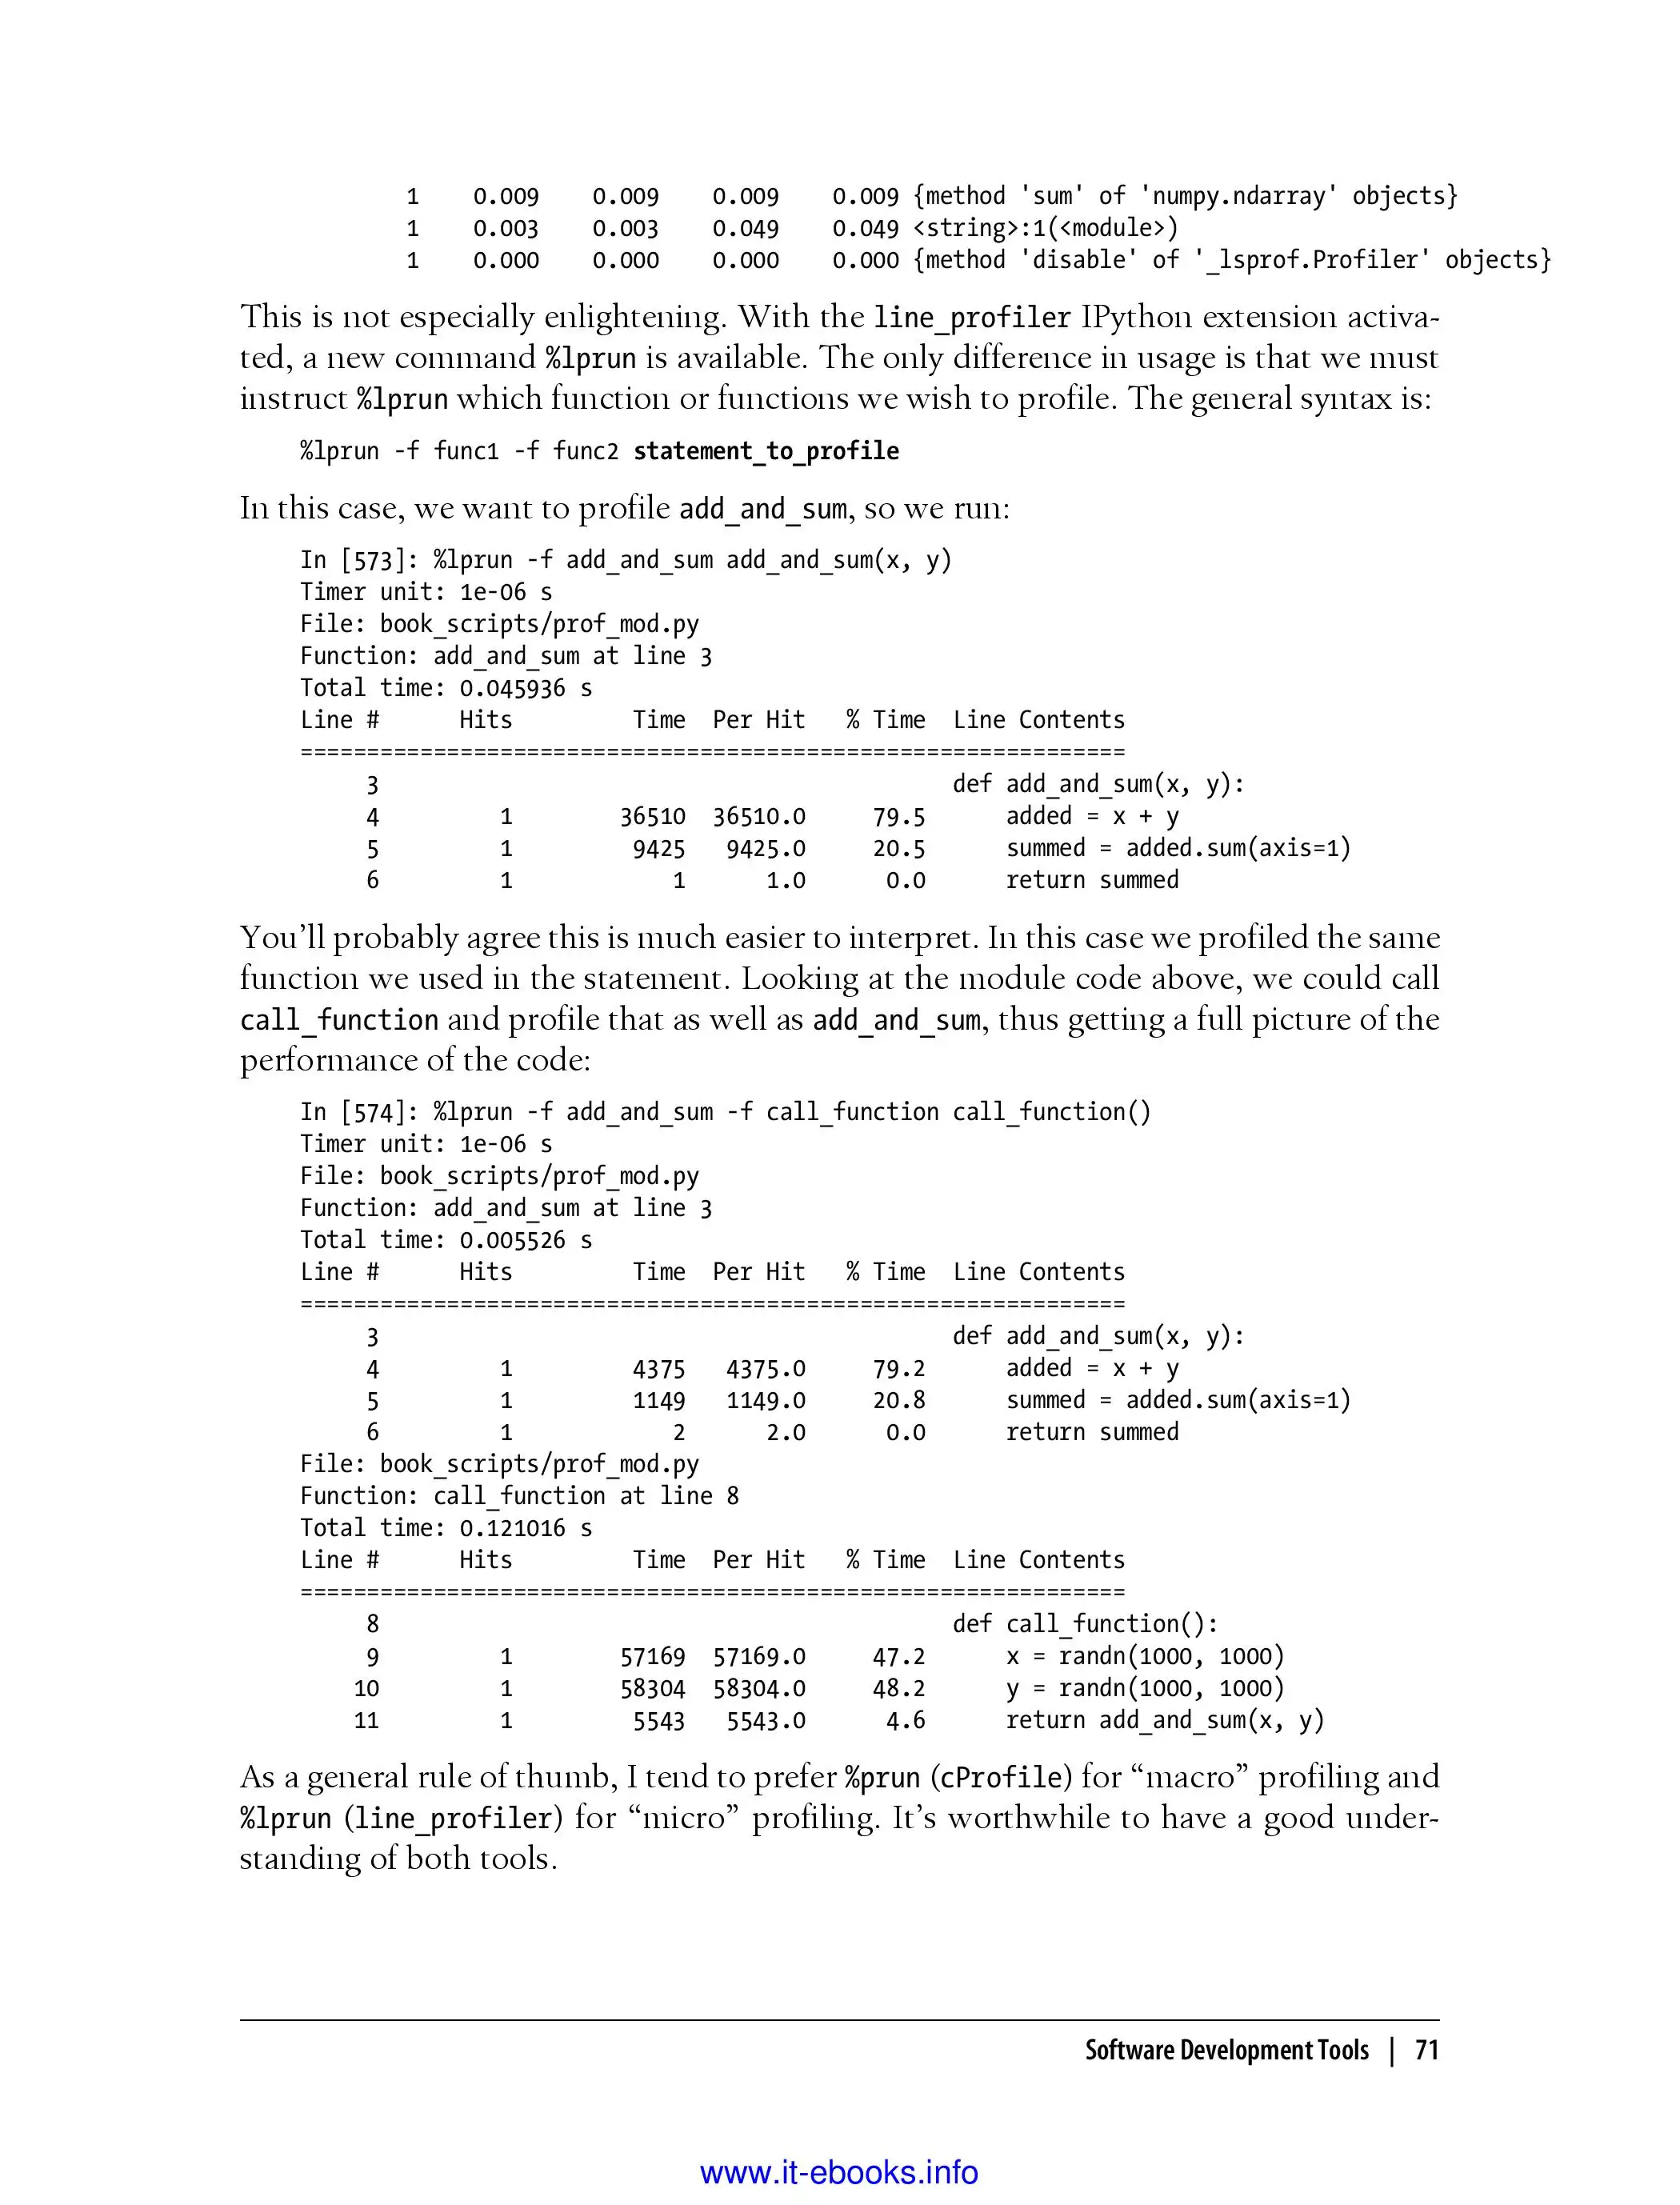 1    0.009    0.009    0.009    0.009 {method 'sum' of 'numpy.ndarray' objects}
1    0.003    0.003    0.049    0.049 <string>:1(<module>)
1    0.000    0.000    0.000    0.000 {method 'disable' of '_lsprof.Profiler' objects}
This is not especially enlightening. With the line_profiler IPython extension activa-
ted, a new command %lprun is available. The only difference in usage is that we must
instruct %lprun which function or functions we wish to profile. The general syntax is:
%lprun -f func1 -f func2 statement_to_profile
In this case, we want to profile add_and_sum, so we run:
In [573]: %lprun -f add_and_sum add_and_sum(x, y)
Timer unit: 1e-06 s
File: book_scripts/prof_mod.py
Function: add_and_sum at line 3
Total time: 0.045936 s
Line #      Hits         Time  Per Hit   % Time  Line Contents
==============================================================
     3                                           def add_and_sum(x, y):
     4         1        36510  36510.0     79.5      added = x + y
     5         1         9425   9425.0     20.5      summed = added.sum(axis=1)
     6         1            1      1.0      0.0      return summed
You'll probably agree this is much easier to interpret. In this case we profiled the same
function we used in the statement. Looking at the module code above, we could call
call_function and profile that as well as add_and_sum, thus getting a full picture of the
performance of the code:
In [574]: %lprun -f add_and_sum -f call_function call_function()
Timer unit: 1e-06 s
File: book_scripts/prof_mod.py
Function: add_and_sum at line 3
Total time: 0.005526 s
Line #      Hits         Time  Per Hit   % Time  Line Contents
==============================================================
     3                                           def add_and_sum(x, y):
     4         1         4375   4375.0     79.2      added = x + y
     5         1         1149   1149.0     20.8      summed = added.sum(axis=1)
     6         1            2      2.0      0.0      return summed
File: book_scripts/prof_mod.py
Function: call_function at line 8
Total time: 0.121016 s
Line #      Hits         Time  Per Hit   % Time  Line Contents
==============================================================
     8                                           def call_function():
     9         1        57169  57169.0     47.2      x = randn(1000, 1000)
    10         1        58304  58304.0     48.2      y = randn(1000, 1000)
    11         1         5543   5543.0      4.6      return add_and_sum(x, y)
As a general rule of thumb, I tend to prefer %prun (cProfile) for “macro” profiling and
%lprun (line_profiler) for “micro” profiling. It’s worthwhile to have a good under-
standing of both tools.
Software Development Tools | 71
www.it-ebooks.info